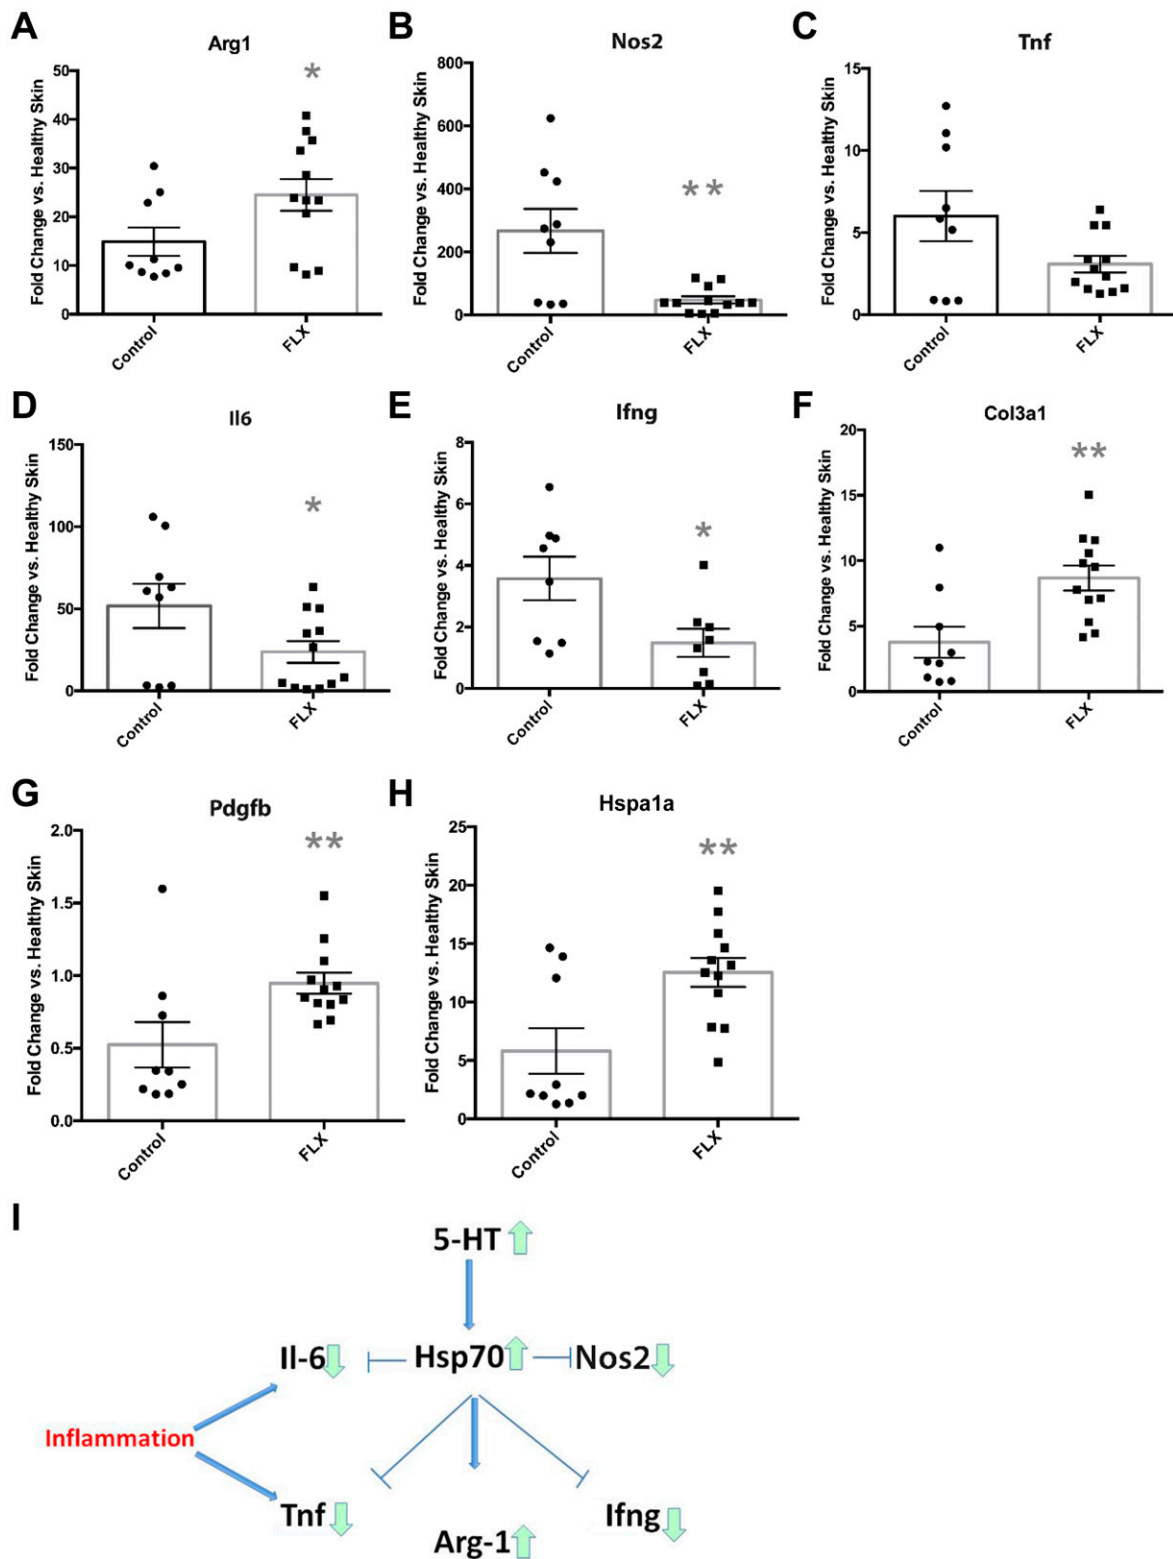 A
Arg1
*
Fold Change vs. Healthy Skin
50
40
30
20
10
0
Control
FLX
B
Nos2
**
Fold Change vs. Healthy Skin
800
600
400
200
0
Control
FLX
C
Tnf
Fold Change vs. Healthy Skin
15
10
5
0
Control
FLX
D
Il6
*
Fold Change vs. Healthy Skin
150
100
50
0
Control
FLX
E
Ifng
*
Fold Change vs. Healthy Skin
8
6
4
2
0
Control
FLX
F
Col3a1
**
Fold Change vs. Healthy Skin
20
15
10
5
0
Control
FLX
G
Pdgfb
**
Fold Change vs. Healthy Skin
2.0
1.5
1.0
0.5
0.0
Control
FLX
H
Hspa1a
**
Fold Change vs. Healthy Skin
25
20
15
10
5
0
Control
FLX
I
5-HT
Il-6
Hsp70
Nos2
Inflammation
Tnf
Arg-1
Ifng